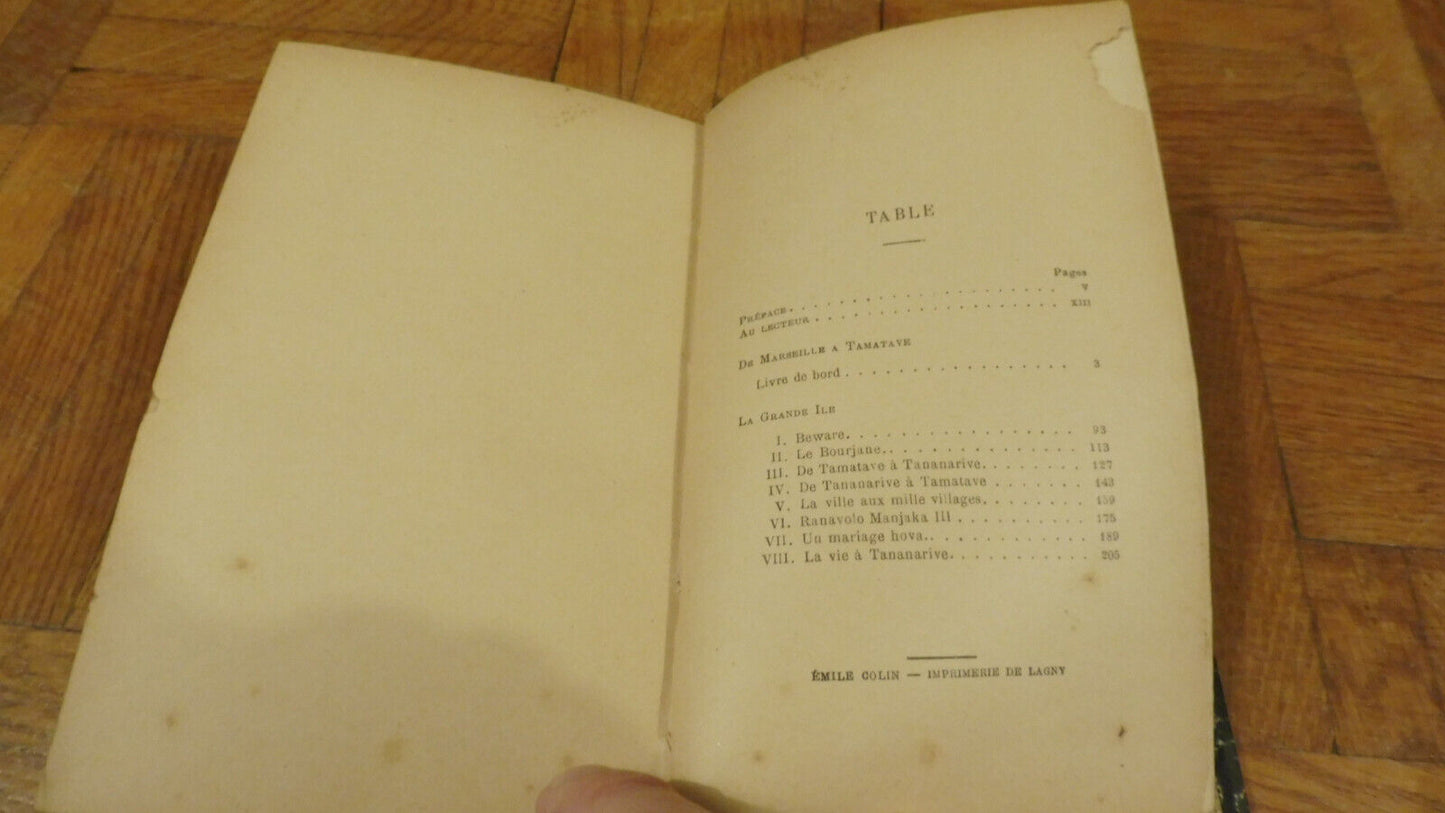 TABLE
Pages
PRÉFACE. . . . . . . . . . . . . . . . . . . . V
AU LECTEUR . . . . . . . . . . . . . . . . . . XIII
DE MARSEILLE A TAMATAVE
Livre de bord . . . . . . . . . . . . . . . . . 3
LA GRANDE ILE
I. Beware. . . . . . . . . . . . . . . . . . 93
II. Le Bourjane. . . . . . . . . . . . . . . 113
III. De Tamatave à Tananarive. . . . . . . . 127
IV. De Tananarive à Tamatave . . . . . . . 143
V. La ville aux mille villages. . . . . . . . 159
VI. Ranavolo Manjaka III . . . . . . . . . . 175
VII. Un mariage hova. . . . . . . . . . . . . 189
VIII. La vie à Tananarive. . . . . . . . . . . 205
ÉMILE COLIN — IMPRIMERIE DE LAGNY